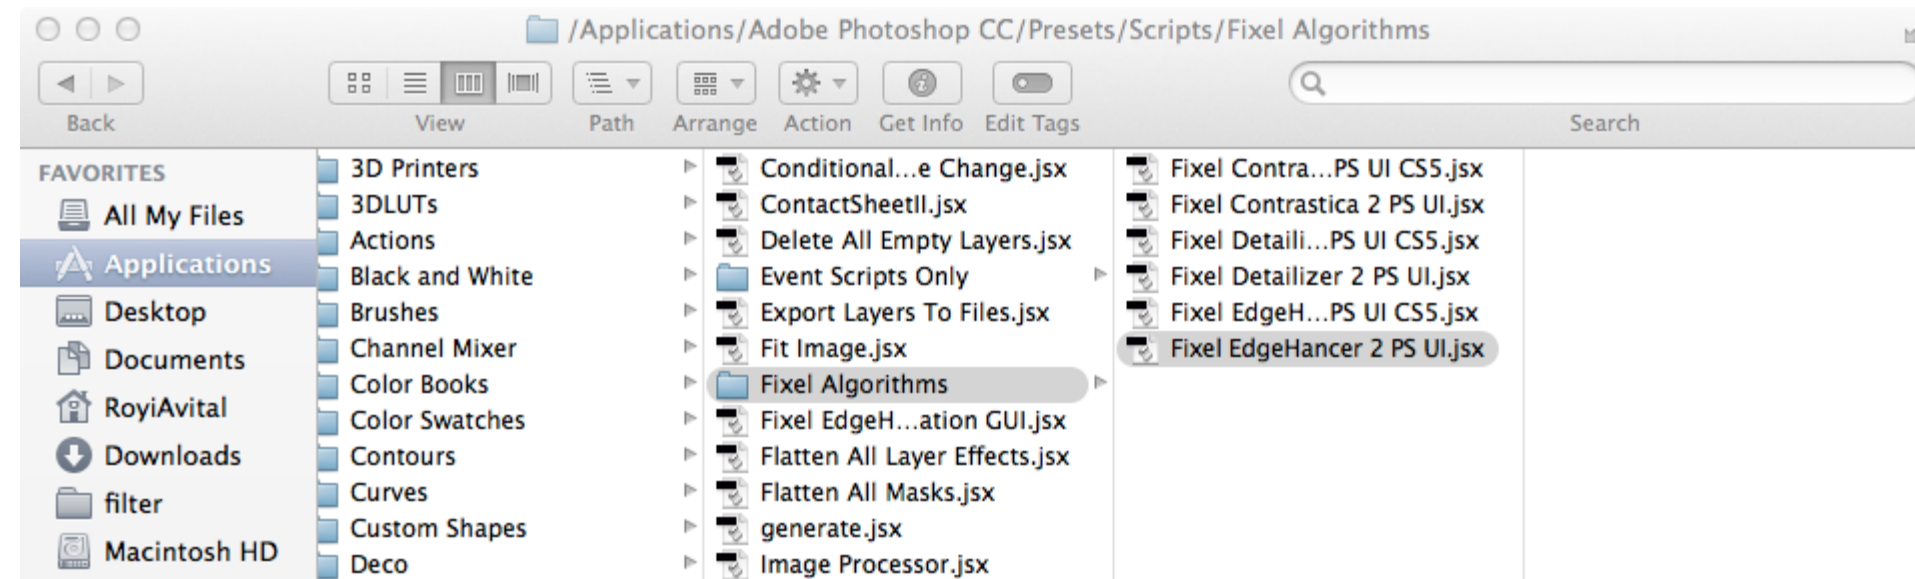 /Applications/Adobe Photoshop CC/Presets/Scripts/Fixel Algorithms
Back
View
Path
Arrange
Action
Get Info
Edit Tags
Search
FAVORITES
All My Files
Applications
Desktop
Documents
RoyiAvital
Downloads
filter
Macintosh HD
3D Printers
3DLUTs
Actions
Black and White
Brushes
Channel Mixer
Color Books
Color Swatches
Contours
Curves
Custom Shapes
Deco
Conditional...e Change.jsx
ContactSheetII.jsx
Delete All Empty Layers.jsx
Event Scripts Only
Export Layers To Files.jsx
Fit Image.jsx
Fixel Algorithms
Fixel EdgeH...ation GUI.jsx
Flatten All Layer Effects.jsx
Flatten All Masks.jsx
generate.jsx
Image Processor.jsx
Fixel Contra...PS UI CS5.jsx
Fixel Contrastica 2 PS UI.jsx
Fixel Detaili...PS UI CS5.jsx
Fixel Detailizer 2 PS UI.jsx
Fixel EdgeH...PS UI CS5.jsx
Fixel EdgeHancer 2 PS UI.jsx